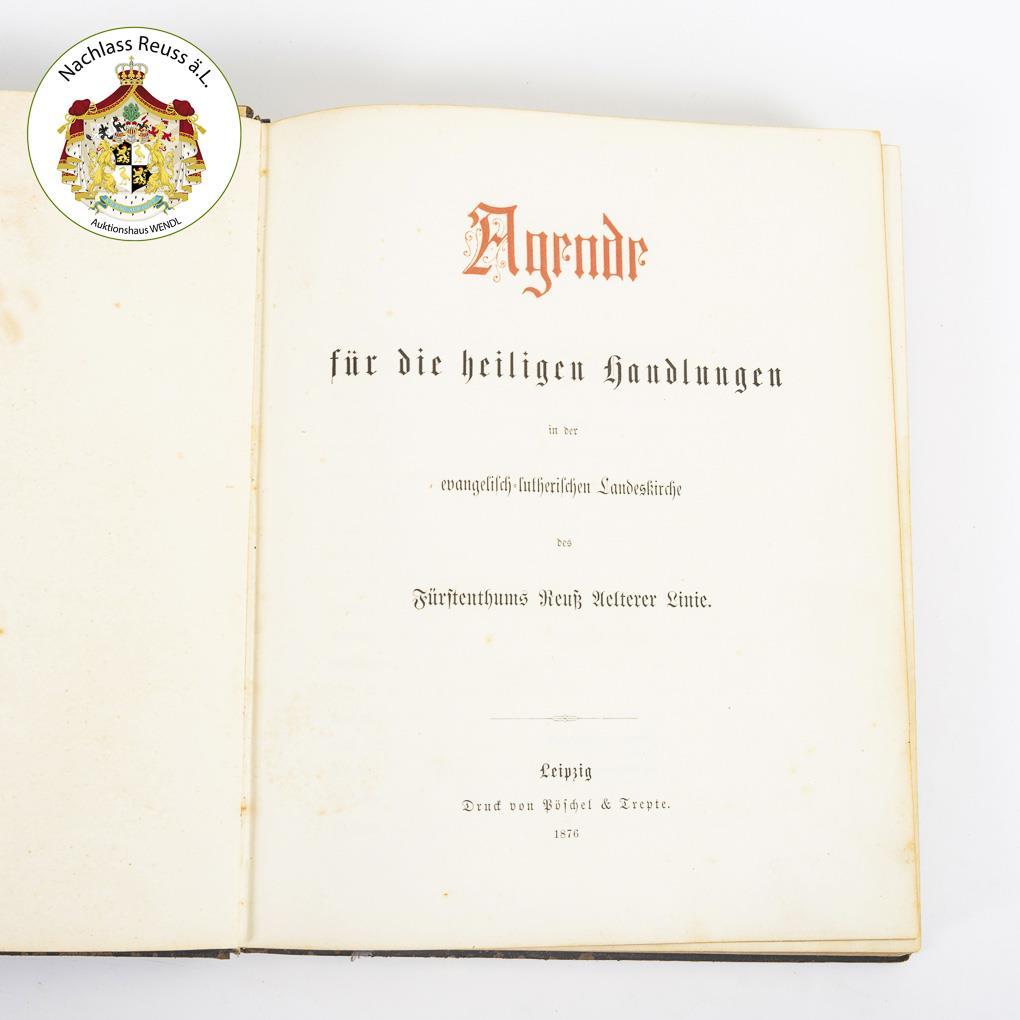 Nachlass Reuss ä.L.
Auktionshaus WENDL
Agende
für die heiligen Handlungen
in der
evangelisch-lutherischen Landeskirche
des
Fürstenthums Reuß Aelterer Linie.
Leipzig
Druck von Pöschel & Trepte.
1876